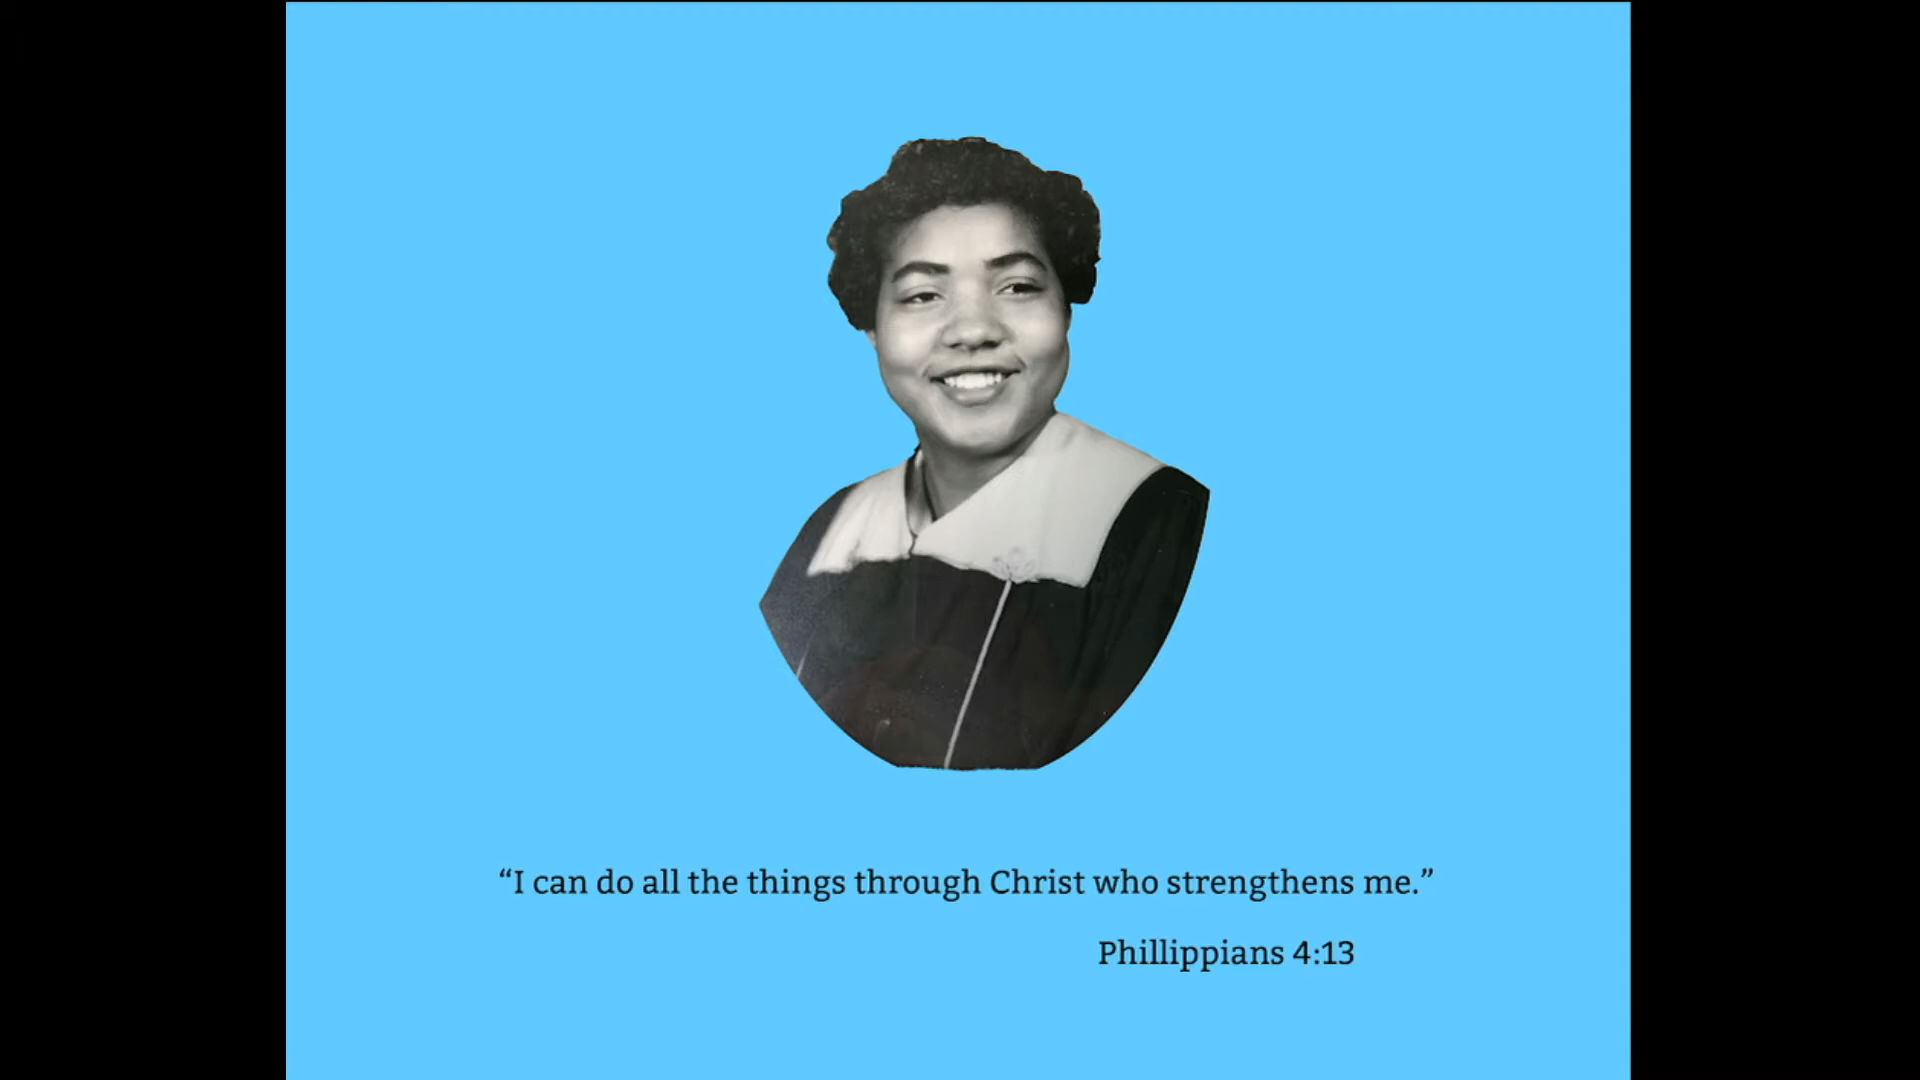 “I can do all the things through Christ who strengthens me.”
Phillippians 4:13